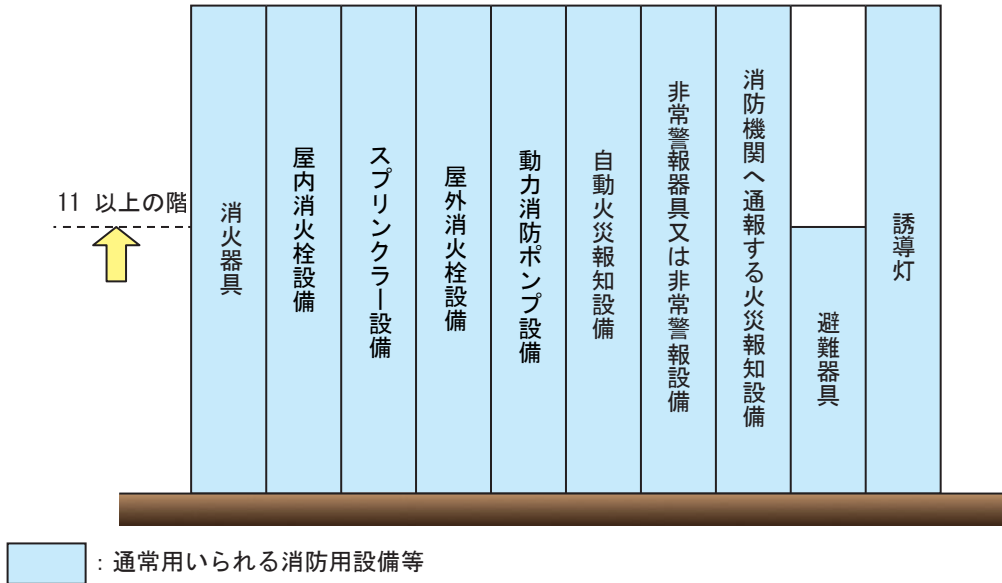 11 以上の階
消火器具
屋内消火栓設備
スプリンクラー設備
屋外消火栓設備
動力消防ポンプ設備
自動火災報知設備
非常警報器具又は非常警報設備
消防機関へ通報する火災報知設備
避難器具
誘導灯
：通常用いられる消防用設備等